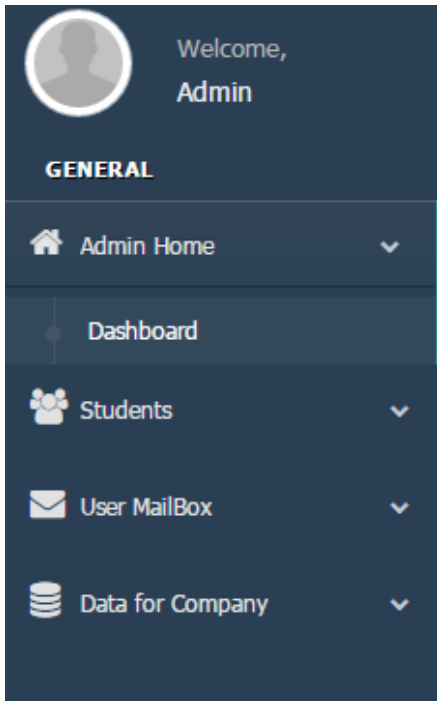 Welcome,
Admin
GENERAL
Admin Home
Dashboard
Students
User MailBox
Data for Company